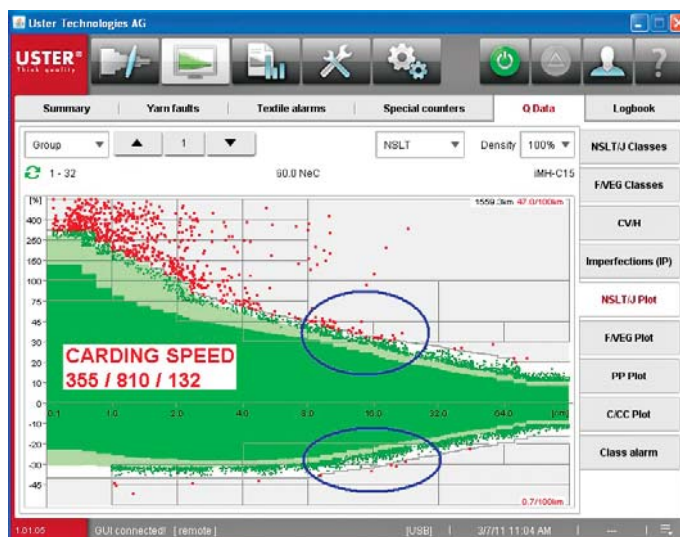 Uster Technologies AG
USTER®
Think quality
Summary
Yarn faults
Textile alarms
Special counters
Q Data
Logbook
Group
1
NSLT
Density
100%
1 - 32
60.0 NeC
iMH-C15
NSLT/J Classes
F/VEG Classes
CV/H
Imperfections (IP)
NSLT/J Plot
F/VEG Plot
PP Plot
C/CC Plot
Class alarm
[%]
1559.3km 47.0/100km
400
250
150
100
75
45
30
20
10
0
-10
-20
-30
-45
CARDING SPEED
355 / 810 / 132
0.1 1.0 2.0 4.0 8.0 16.0 32.0 64.0 [cm]
0.7/100km
1.01.05
GUI connected! [remote]
[USB]
3/7/11 11:04 AM
---